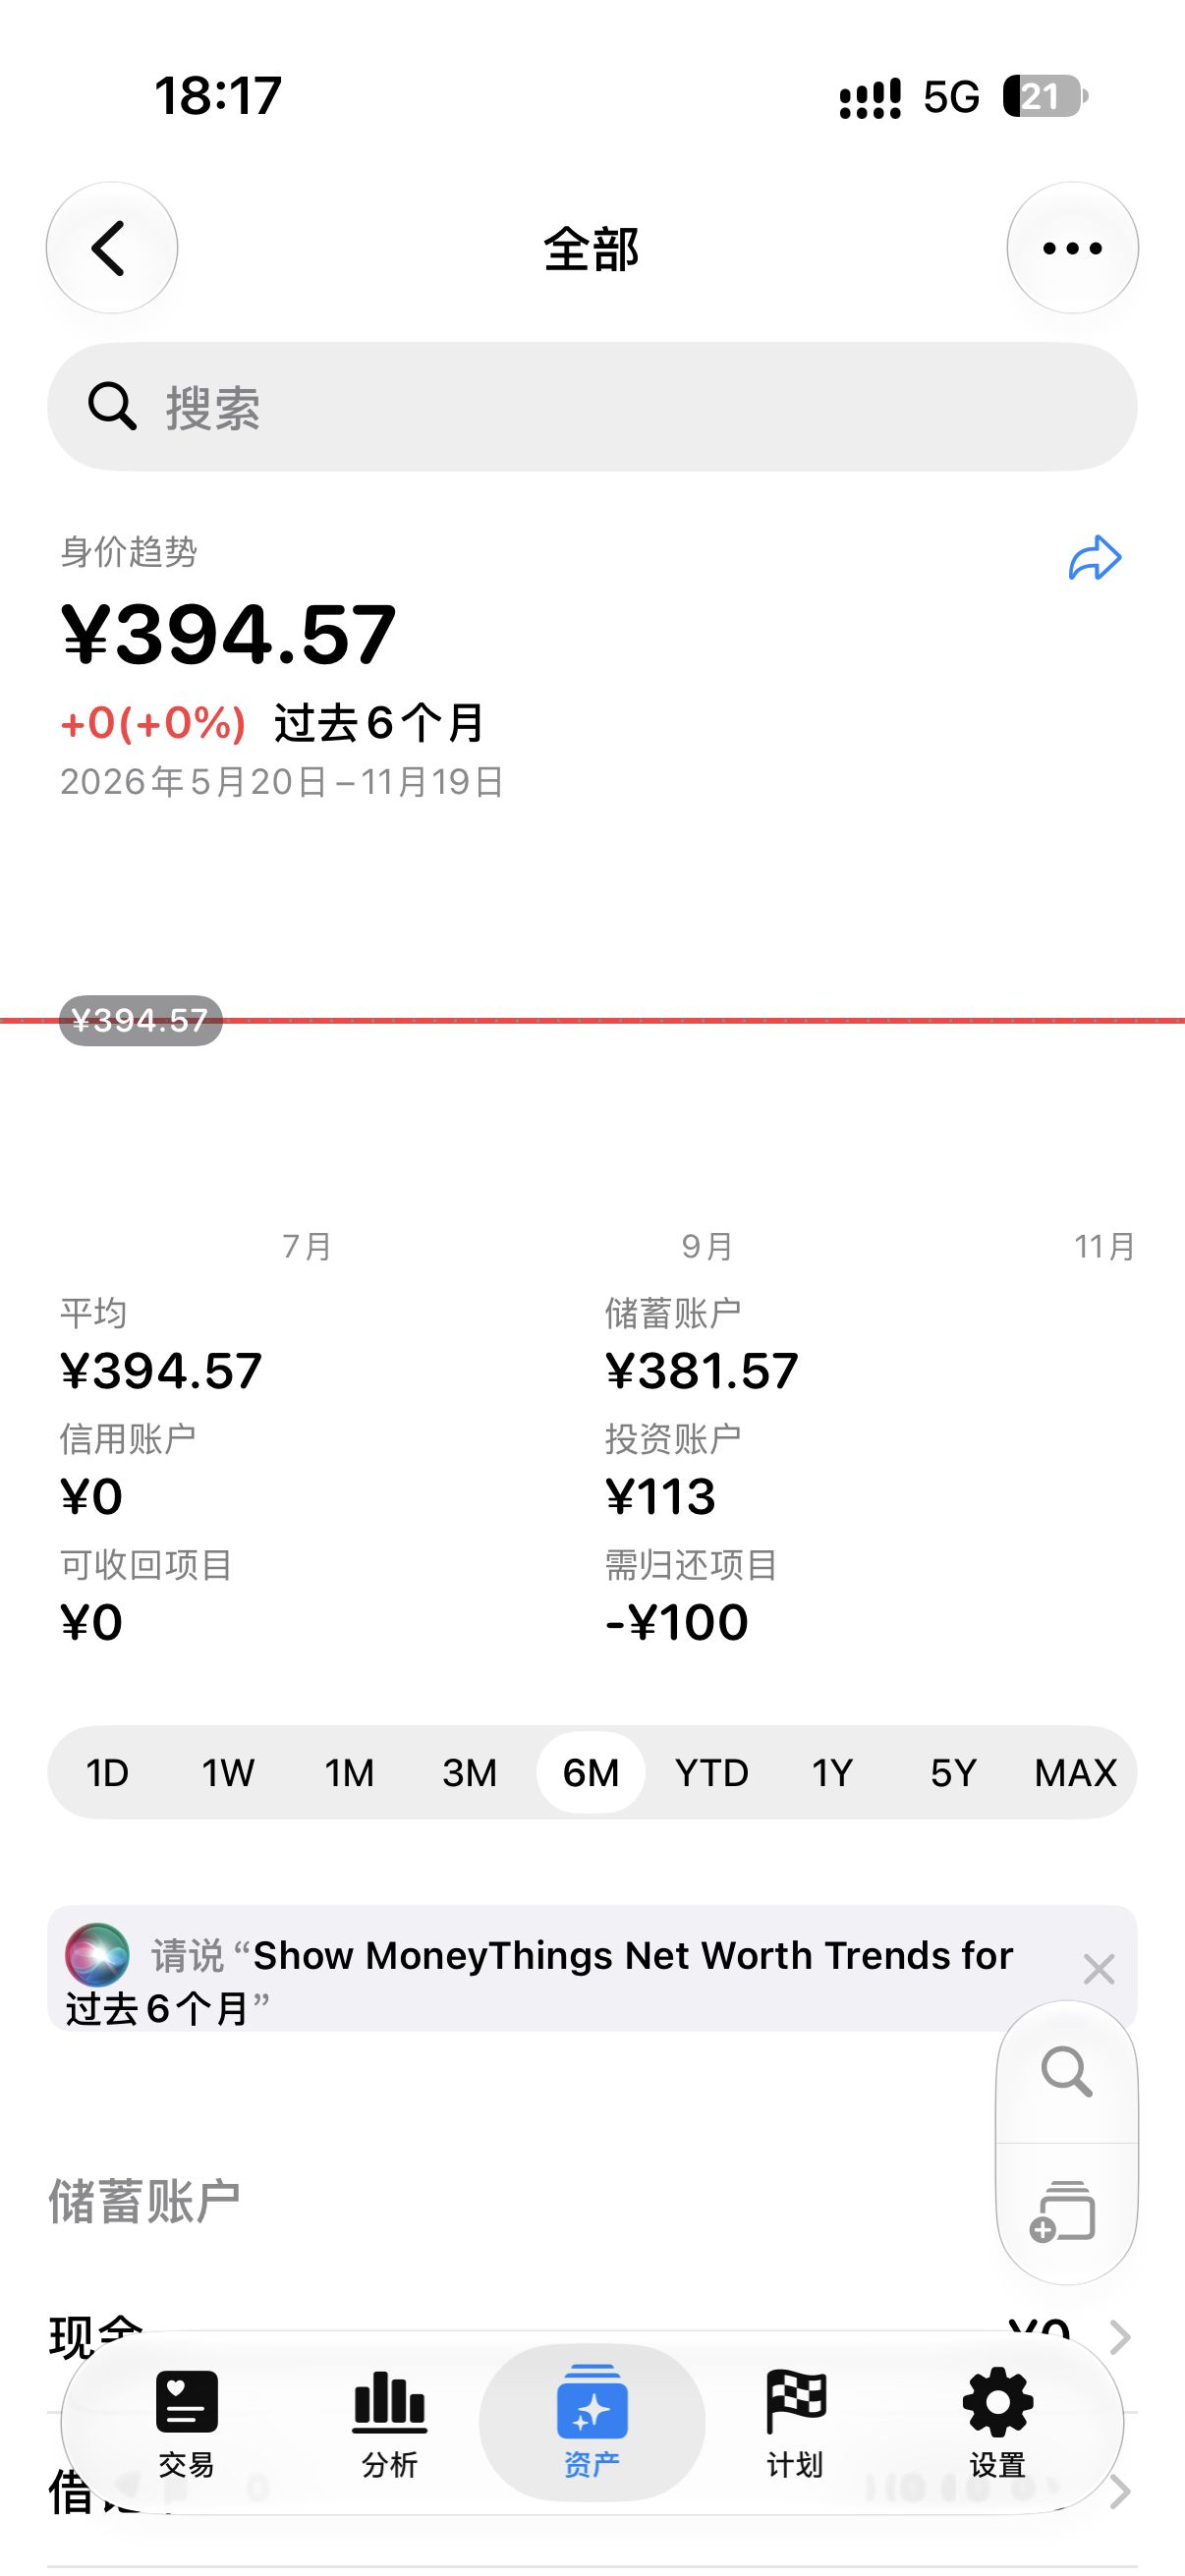 18:17
5G
21
全部
搜索
身价趋势
¥394.57
+0(+0%) 过去6个月
2026年5月20日–11月19日
¥394.57
7月 9月 11月
平均 储蓄账户
¥394.57 ¥381.57
信用账户 投资账户
¥0 ¥113
可收回项目 需归还项目
¥0 -¥100
1D 1W 1M 3M 6M YTD 1Y 5Y MAX
请说 “Show MoneyThings Net Worth Trends for
过去6个月”
储蓄账户
现金 ¥0
借
交易 分析 资产 计划 设置